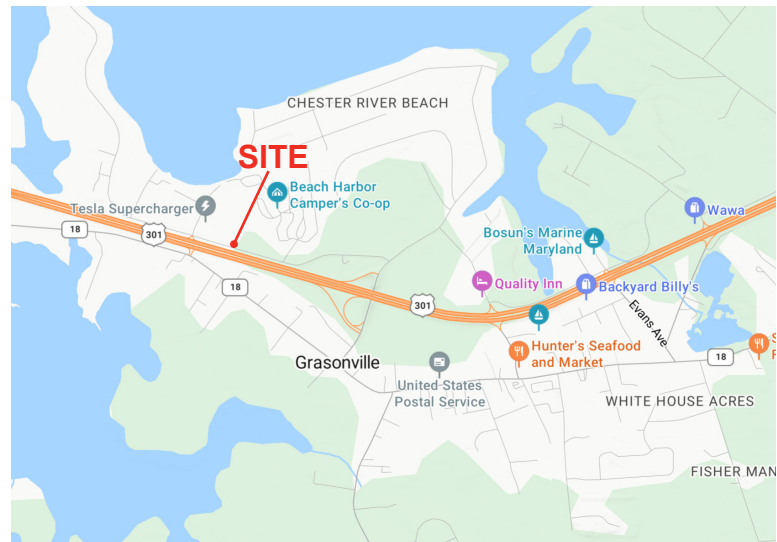 CHESTER RIVER BEACH
SITE
Beach Harbor
Camper's Co-op
Tesla Supercharger
18
301
Wawa
Bosun's Marine
Maryland
18
Quality Inn
Backyard Billy's
301
Evans Ave
Hunter's Seafood
and Market
S
F
18
Grasonville
United States
Postal Service
WHITE HOUSE ACRES
FISHER MAN